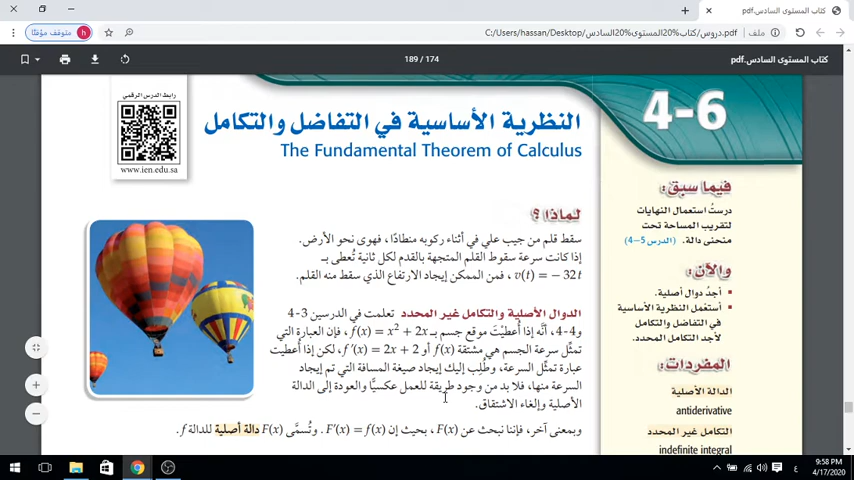 كتاب المستوى السادس.pdf
متوقف مؤقتًا
h
ملف
C:/Users/hassan/Desktop/دروس/كتاب%20المستوى%20السادس.pdf
كتاب المستوى السادس.pdf
189 / 174
رابط الدرس الرقمي
www.ien.edu.sa
4-6
النظرية الأساسية في التفاضل والتكامل
The Fundamental Theorem of Calculus
فيما سبق:
درستُ استعمال النهايات
لتقريب المساحة تحت
منحنى دالة. (الدرس 5-4)
والآن:
أجدُ دوال أصلية.
أستعمل النظرية الأساسية
في التفاضل والتكامل
لأجد التكامل المحدد.
المفردات:
الدالة الأصلية
antiderivative
التكامل غير المحدد
indefinite integral
لماذا ؟
سقط قلم من جيب علي في أثناء ركوبه منطادًا، فهوى نحو الأرض.
إذا كانت سرعة سقوط القلم المتجهة بالقدم لكل ثانية تُعطى بـ
v(t) = − 32t ، فمن الممكن إيجاد الارتفاع الذي سقط منه القلم.
الدوال الأصلية والتكامل غير المحدد تعلمت في الدرسين 3-4
و4-4، أنَّه إذا أُعطيْتَ موقع جسم بـ f(x) = x² + 2x ، فإن العبارة التي
تمثِّل سرعة الجسم هي مشتقة f(x) أو f ′(x) = 2x + 2 ، لكن إذا أُعطيت
عبارة تمثِّل السرعة، وطُلِب إليك إيجاد صيغة المسافة التي تم إيجاد
السرعة منها، فلا بد من وجود طريقة للعمل عكسيًّا والعودة إلى الدالة
الأصلية وإلغاء الاشتقاق.
وبمعنى آخر، فإننا نبحث عن F(x) ، بحيث إن F′(x) = f(x) . وتُسمَّى F(x) دالة أصلية للدالة f .
9:58 PM
4/17/2020
ع